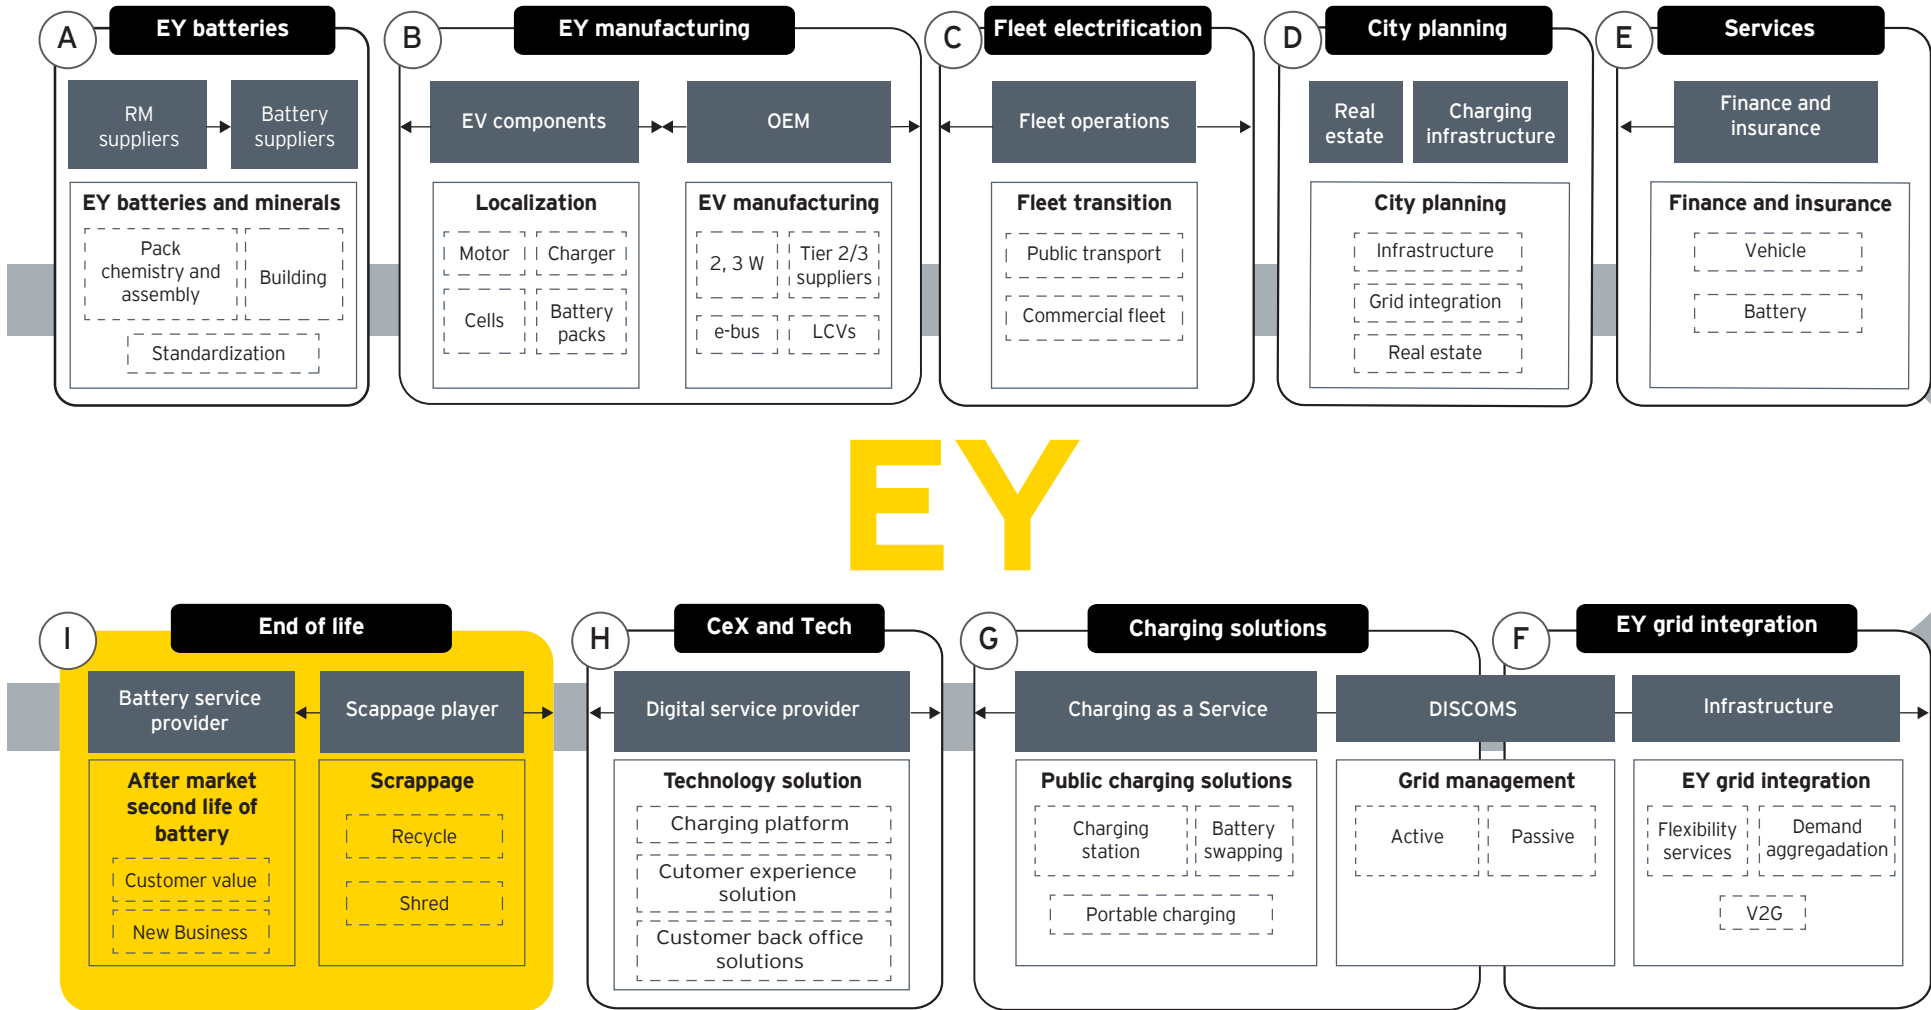 A
EY batteries
RM
suppliers
Battery
suppliers
EY batteries and minerals
Pack
chemistry and
assembly
Building
Standardization
B
EY manufacturing
EV components
OEM
Localization
Motor
Charger
Cells
Battery
packs
EV manufacturing
2, 3 W
Tier 2/3
suppliers
e-bus
LCVs
C
Fleet electrification
Fleet operations
Fleet transition
Public transport
Commercial fleet
D
City planning
Real
estate
Charging
infrastructure
City planning
Infrastructure
Grid integration
Real estate
E
Services
Finance and
insurance
Finance and insurance
Vehicle
Battery
EY
I
End of life
Battery service
provider
Scappage player
After market
second life of
battery
Customer value
New Business
Scrappage
Recycle
Shred
H
CeX and Tech
Digital service provider
Technology solution
Charging platform
Cutomer experience
solution
Customer back office
solutions
G
Charging solutions
Charging as a Service
DISCOMS
Public charging solutions
Charging
station
Battery
swapping
Portable charging
Grid management
Active
Passive
F
EY grid integration
Infrastructure
EY grid integration
Flexibility
services
Demand
aggregadation
V2G